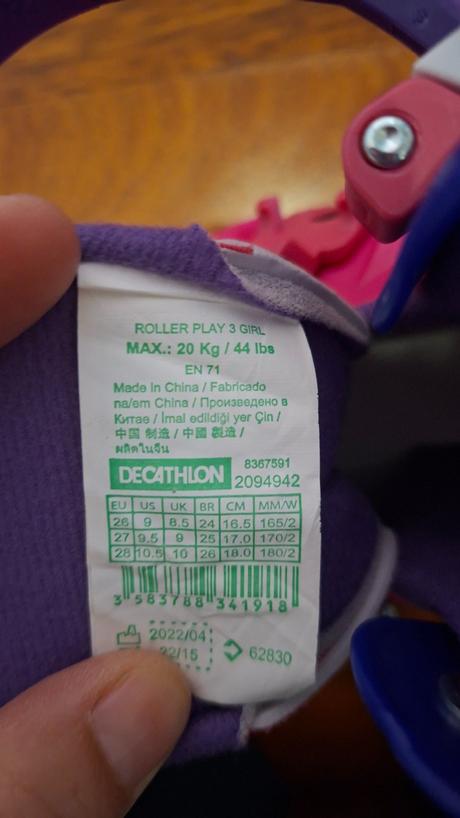 ROLLER PLAY 3 GIRL
MAX.: 20 Kg / 44 lbs
EN 71
Made in China / Fabricado
na/em China / Произведено в
Китае / İmal edildiği yer Çin /
中国 制造 / 中國 製造 /
ผลิตในจีน
DECATHLON
8367591
2094942
EU US UK BR CM MM/W
26 9 8.5 24 16.5 165/2
27 9.5 9 25 17.0 170/2
28 10.5 10 26 18.0 180/2
3 583788 341918
2022/04
22/15
62830